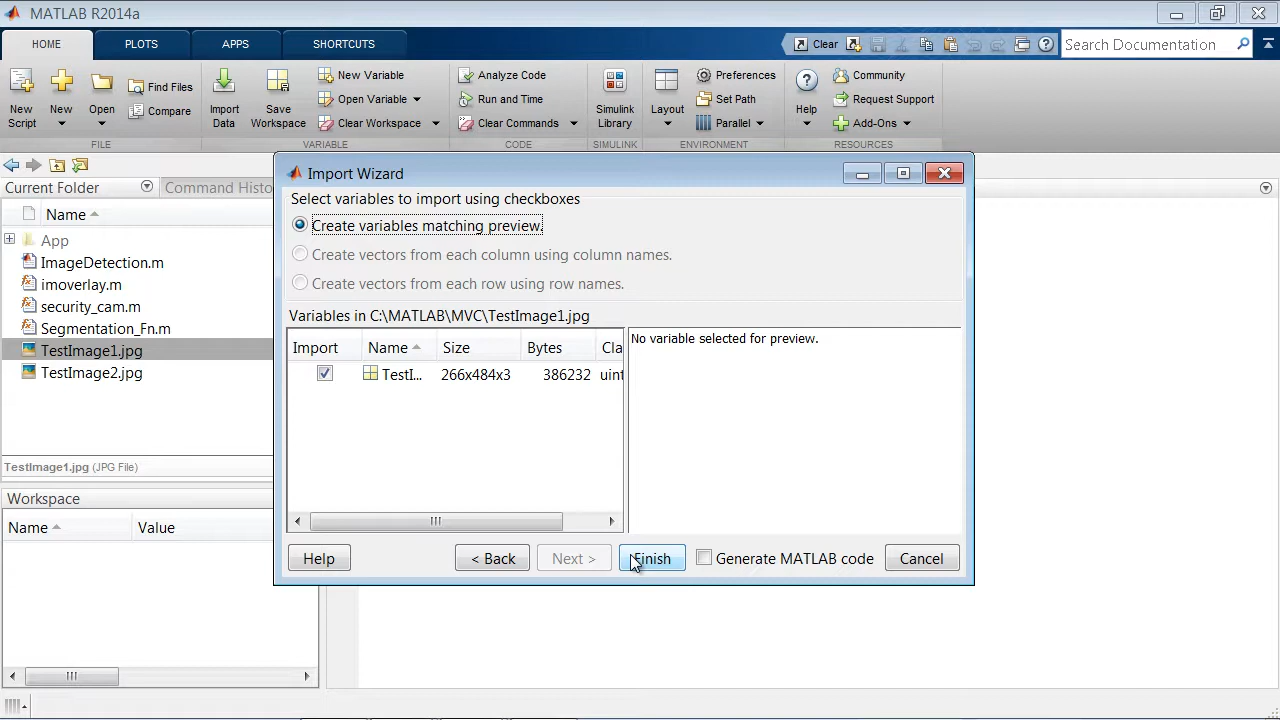 MATLAB R2014a
HOME PLOTS APPS SHORTCUTS Clear Search Documentation
New Script
New
Open
Find Files
Compare
Import Data
Save Workspace
New Variable
Open Variable
Clear Workspace
Analyze Code
Run and Time
Clear Commands
Simulink Library
Layout
Preferences
Set Path
Parallel
Help
Community
Request Support
Add-Ons
FILE VARIABLE CODE SIMULINK ENVIRONMENT RESOURCES
Current Folder Command Histo
Name
App
ImageDetection.m
imoverlay.m
security_cam.m
Segmentation_Fn.m
TestImage1.jpg
TestImage2.jpg
TestImage1.jpg (JPG File)
Workspace
Name Value
Import Wizard
Select variables to import using checkboxes
Create variables matching preview.
Create vectors from each column using column names.
Create vectors from each row using row names.
Variables in C:\MATLAB\MVC\TestImage1.jpg
Import Name Size Bytes Cla
TestI... 266x484x3 386232 uint
No variable selected for preview.
Help < Back Next > Finish Generate MATLAB code Cancel